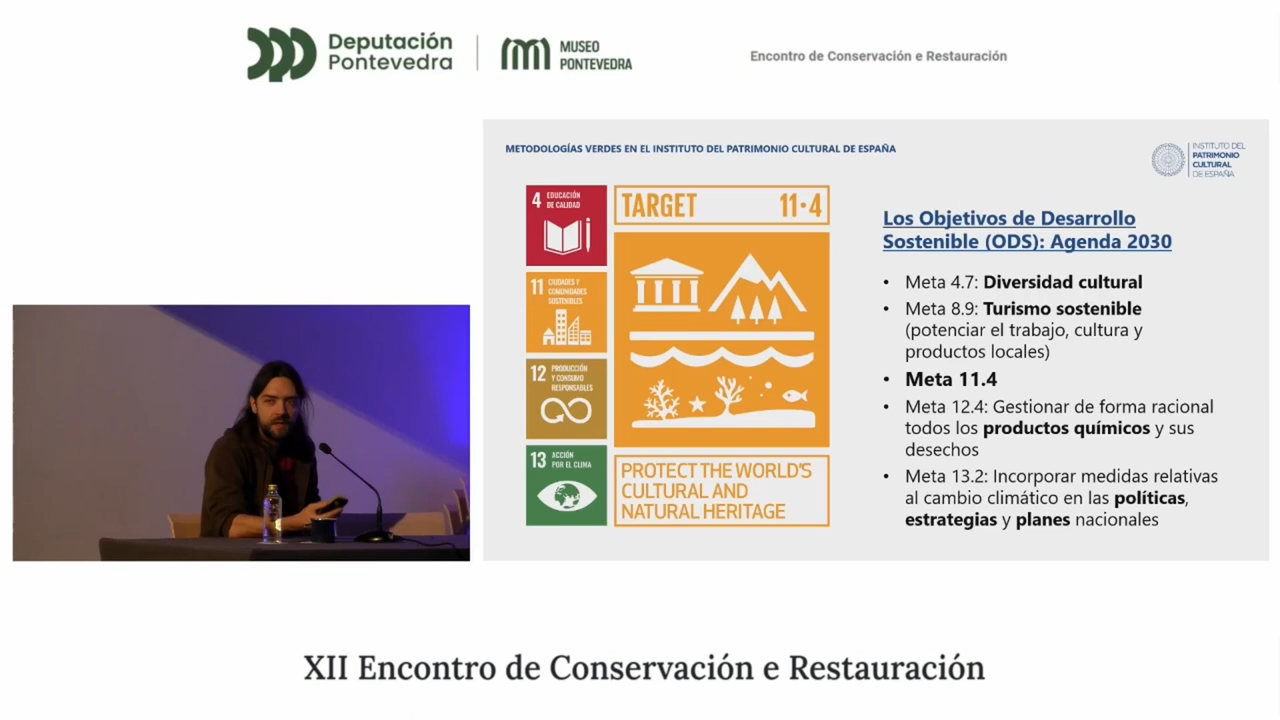 Deputación
Pontevedra
MUSEO
PONTEVEDRA
Encontro de Conservación e Restauración
METODOLOGÍAS VERDES EN EL INSTITUTO DEL PATRIMONIO CULTURAL DE ESPAÑA
INSTITUTO DEL
PATRIMONIO
CULTURAL
DE ESPAÑA
4 EDUCACIÓN
DE CALIDAD
11 CIUDADES Y
COMUNIDADES
SOSTENIBLES
12 PRODUCCIÓN
Y CONSUMO
RESPONSABLES
13 ACCIÓN
POR EL CLIMA
TARGET 11·4
PROTECT THE WORLD'S
CULTURAL AND
NATURAL HERITAGE
Los Objetivos de Desarrollo
Sostenible (ODS): Agenda 2030
• Meta 4.7: Diversidad cultural
• Meta 8.9: Turismo sostenible
(potenciar el trabajo, cultura y
productos locales)
• Meta 11.4
• Meta 12.4: Gestionar de forma racional
todos los productos químicos y sus
desechos
• Meta 13.2: Incorporar medidas relativas
al cambio climático en las políticas,
estrategias y planes nacionales
XII Encontro de Conservación e Restauración